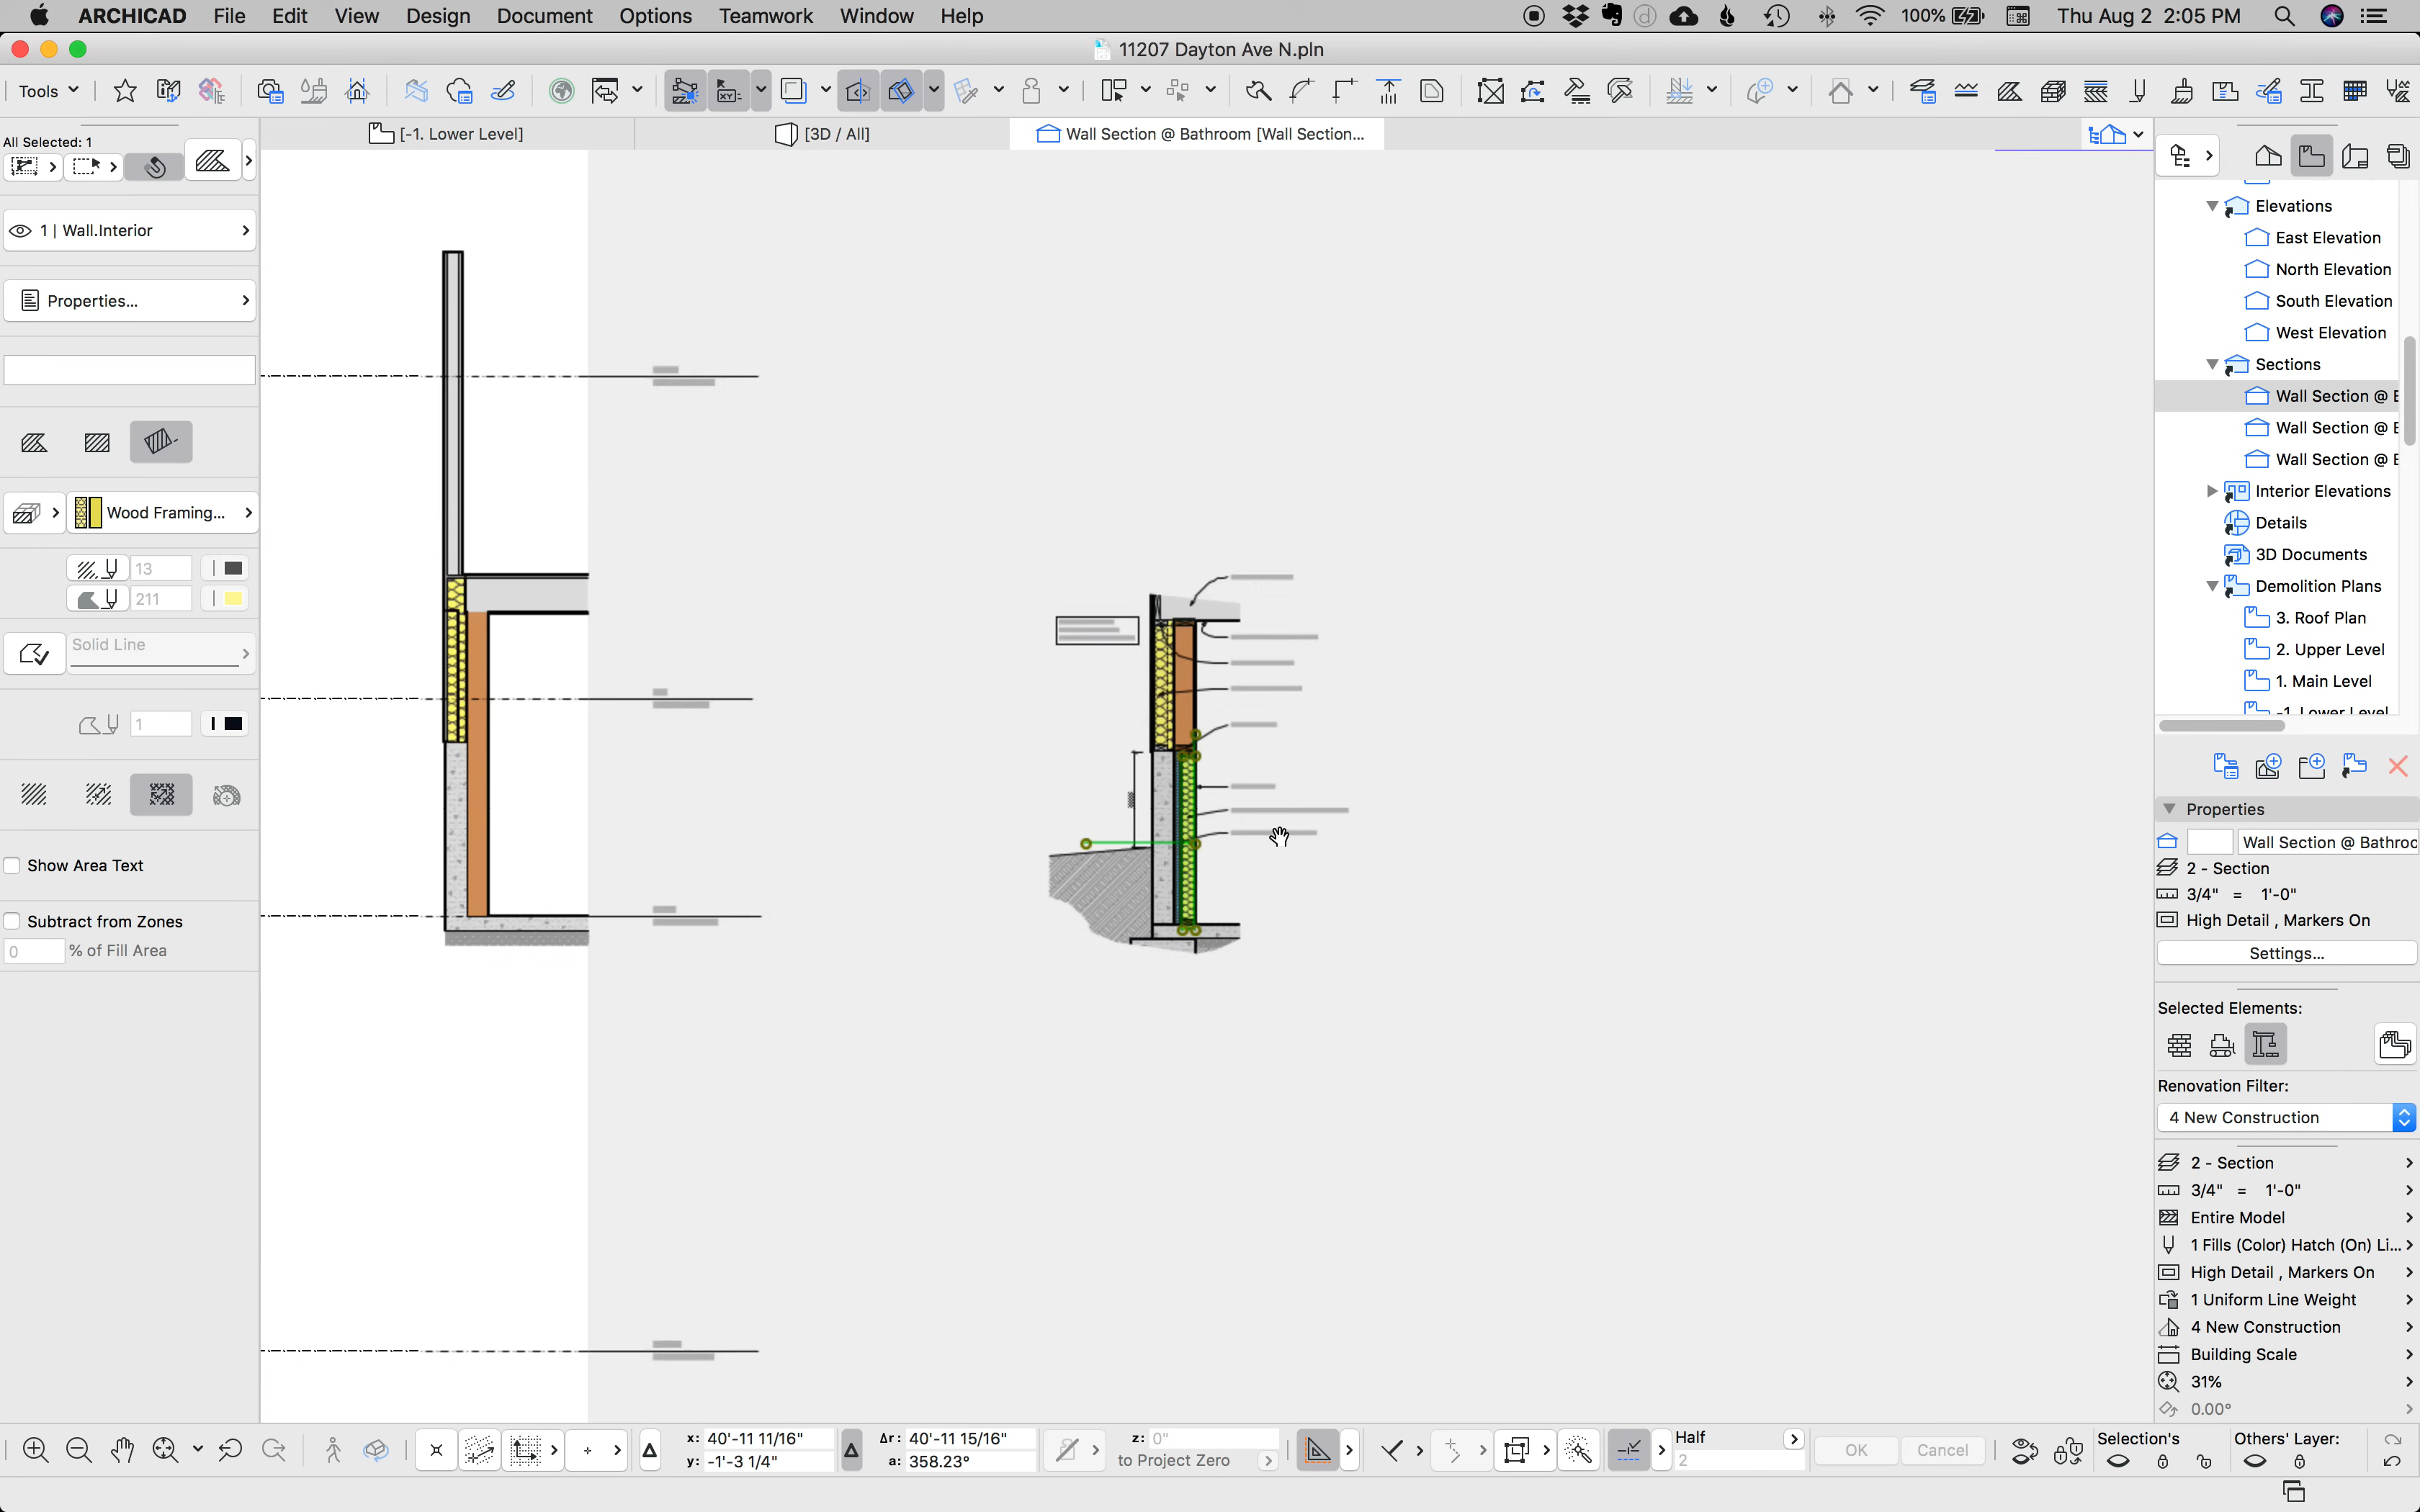 ARCHICAD File Edit View Design Document Options Teamwork Window Help 100% Thu Aug 2 2:05 PM
11207 Dayton Ave N.pln
Tools
[-1. Lower Level] [3D / All] Wall Section @ Bathroom [Wall Section...
All Selected: 1
1 | Wall.Interior
Properties...
Wood Framing...
13
211
Solid Line
1
Show Area Text
Subtract from Zones
0 % of Fill Area
Elevations
East Elevation
North Elevation
South Elevation
West Elevation
Sections
Wall Section @ E
Wall Section @ E
Wall Section @ E
Interior Elevations
Details
3D Documents
Demolition Plans
3. Roof Plan
2. Upper Level
1. Main Level
-1. Lower Level
Properties
Wall Section @ Bathroo
2 - Section
3/4" = 1'-0"
High Detail , Markers On
Settings...
Selected Elements:
Renovation Filter:
4 New Construction
2 - Section
3/4" = 1'-0"
Entire Model
1 Fills (Color) Hatch (On) Li...
High Detail , Markers On
1 Uniform Line Weight
4 New Construction
Building Scale
31%
0.00°
x: 40'-11 11/16" Δr: 40'-11 15/16" z: 0" Half OK Cancel Selection's Others' Layer:
y: -1'-3 1/4" a: 358.23° to Project Zero 2